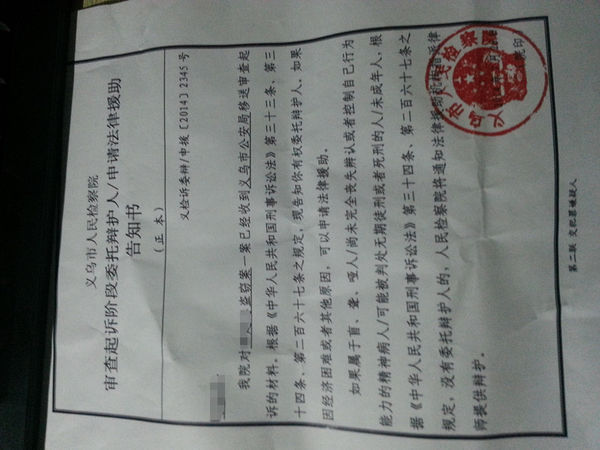 义乌市人民检察院
审查起诉阶段委托辩护人/申请法律援助
告知书
(正本)
义检诉委辩/申援〔2014〕2345号
我院对 盗窃案一案已经收到义乌市公安局移送审查起
诉的材料。根据《中华人民共和国刑事诉讼法》第三十三条、第三
十四条、第二百六十七条之规定,现告知你有权委托辩护人。如果
因经济困难或者其他原因,可以申请法律援助。
如果属于盲、聋、哑人/尚未完全丧失辨认或者控制自己行为
能力的精神病人/可能被判处无期徒刑或者死刑的人/未成年人,根
据《中华人民共和国刑事诉讼法》第三十四条、第二百六十七条之
规定,没有委托辩护人的,人民检察院将通知法律援助机构指派律
师提供辩护。
院印
第二联 交犯罪嫌疑人